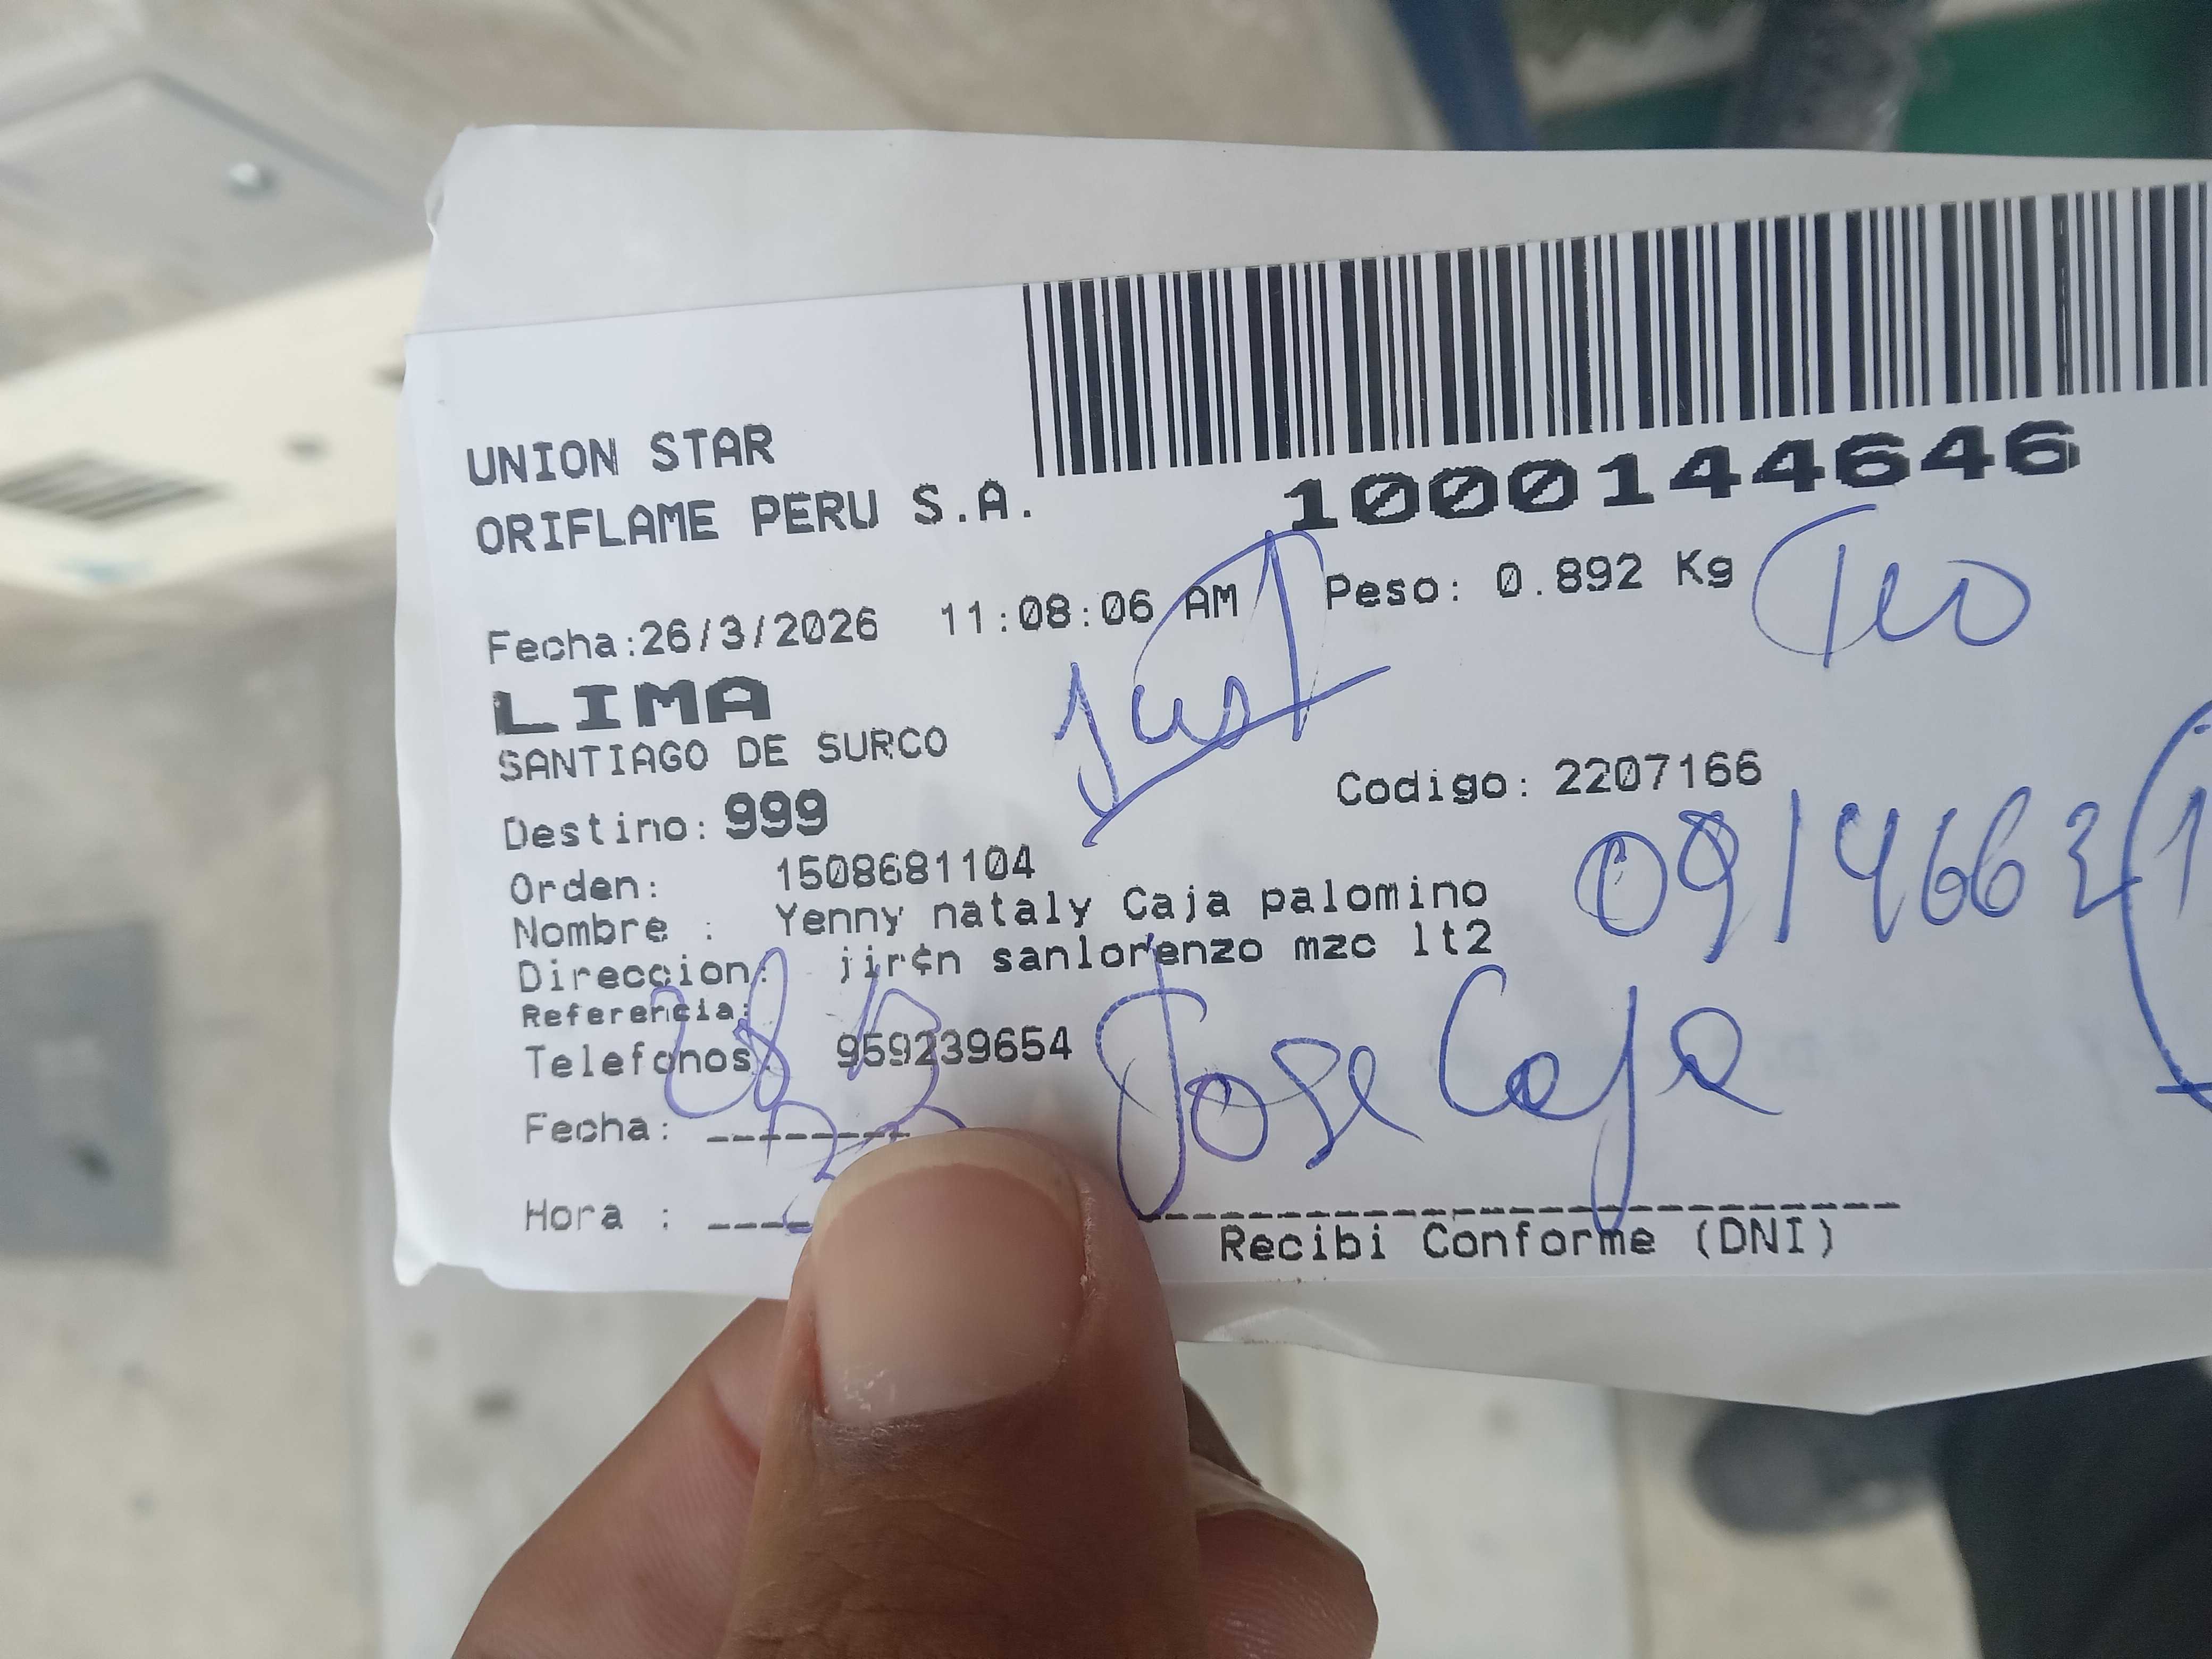 UNION STAR
ORIFLAME PERU S.A.
1000144646
Fecha:26/3/2026 11:08:06 AM Peso: 0.892 Kg
LIMA
SANTIAGO DE SURCO
Destino: 999 Codigo: 2207166
Orden: 1508681104
Nombre : Yenny nataly Caja palomino
Direccion: jir¢n sanlorenzo mzc lt2
Referencia:
Telefonos: 959239654
Jose Caja
Fecha:
Hora :
Recibi Conforme (DNI)